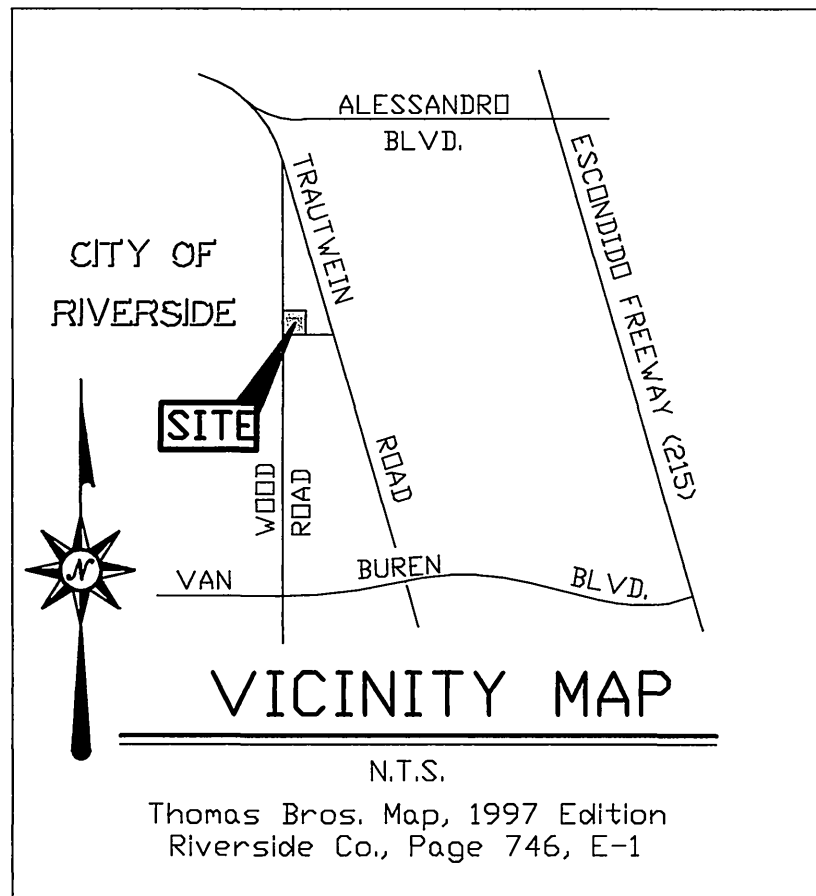 ALESSANDRO
BLVD.
TRAUTWEIN
ROAD
ESCONDIDO FREEWAY (215)
CITY OF
RIVERSIDE
SITE
WOOD
ROAD
N
VAN BUREN BLVD.
VICINITY MAP
N.T.S.
Thomas Bros. Map, 1997 Edition
Riverside Co., Page 746, E-1